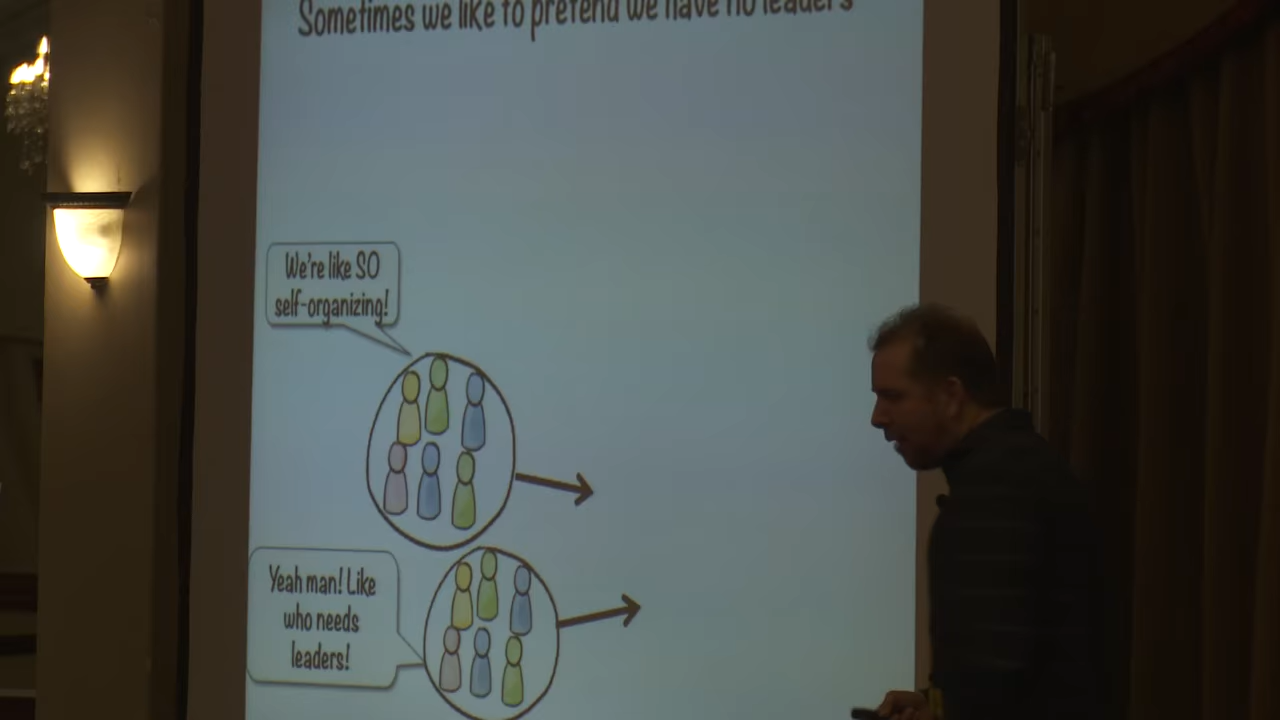 Sometimes we like to pretend we have no leaders
We're like SO
self-organizing!
Yeah man! Like
who needs
leaders!